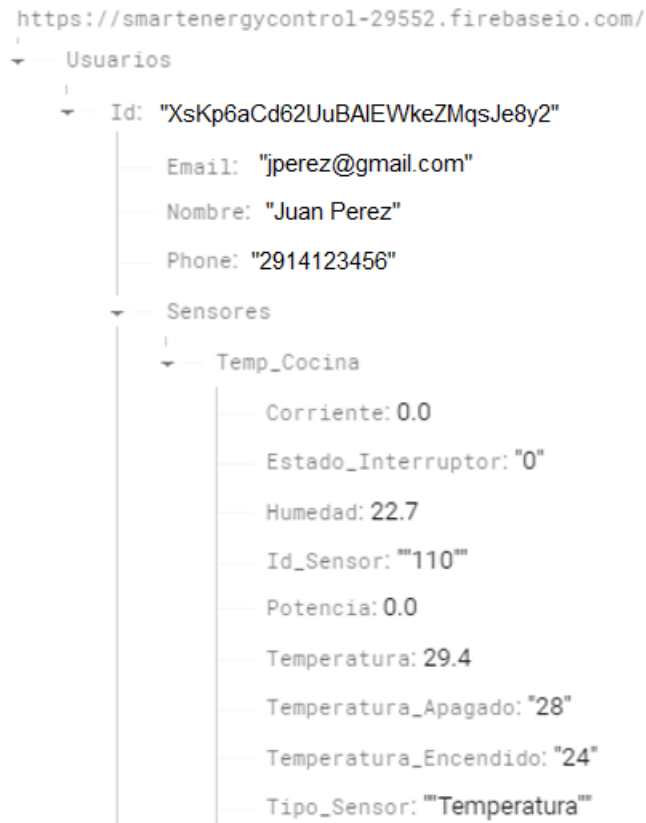 https://smartenergycontrol-29552.firebaseio.com/
Usuarios
Id: "XsKp6aCd62UuBAlEWkeZMqsJe8y2"
Email: "jperez@gmail.com"
Nombre: "Juan Perez"
Phone: "2914123456"
Sensores
Temp_Cocina
Corriente: 0.0
Estado_Interruptor: "0"
Humedad: 22.7
Id_Sensor: ""110""
Potencia: 0.0
Temperatura: 29.4
Temperatura_Apagado: "28"
Temperatura_Encendido: "24"
Tipo_Sensor: ""Temperatura""